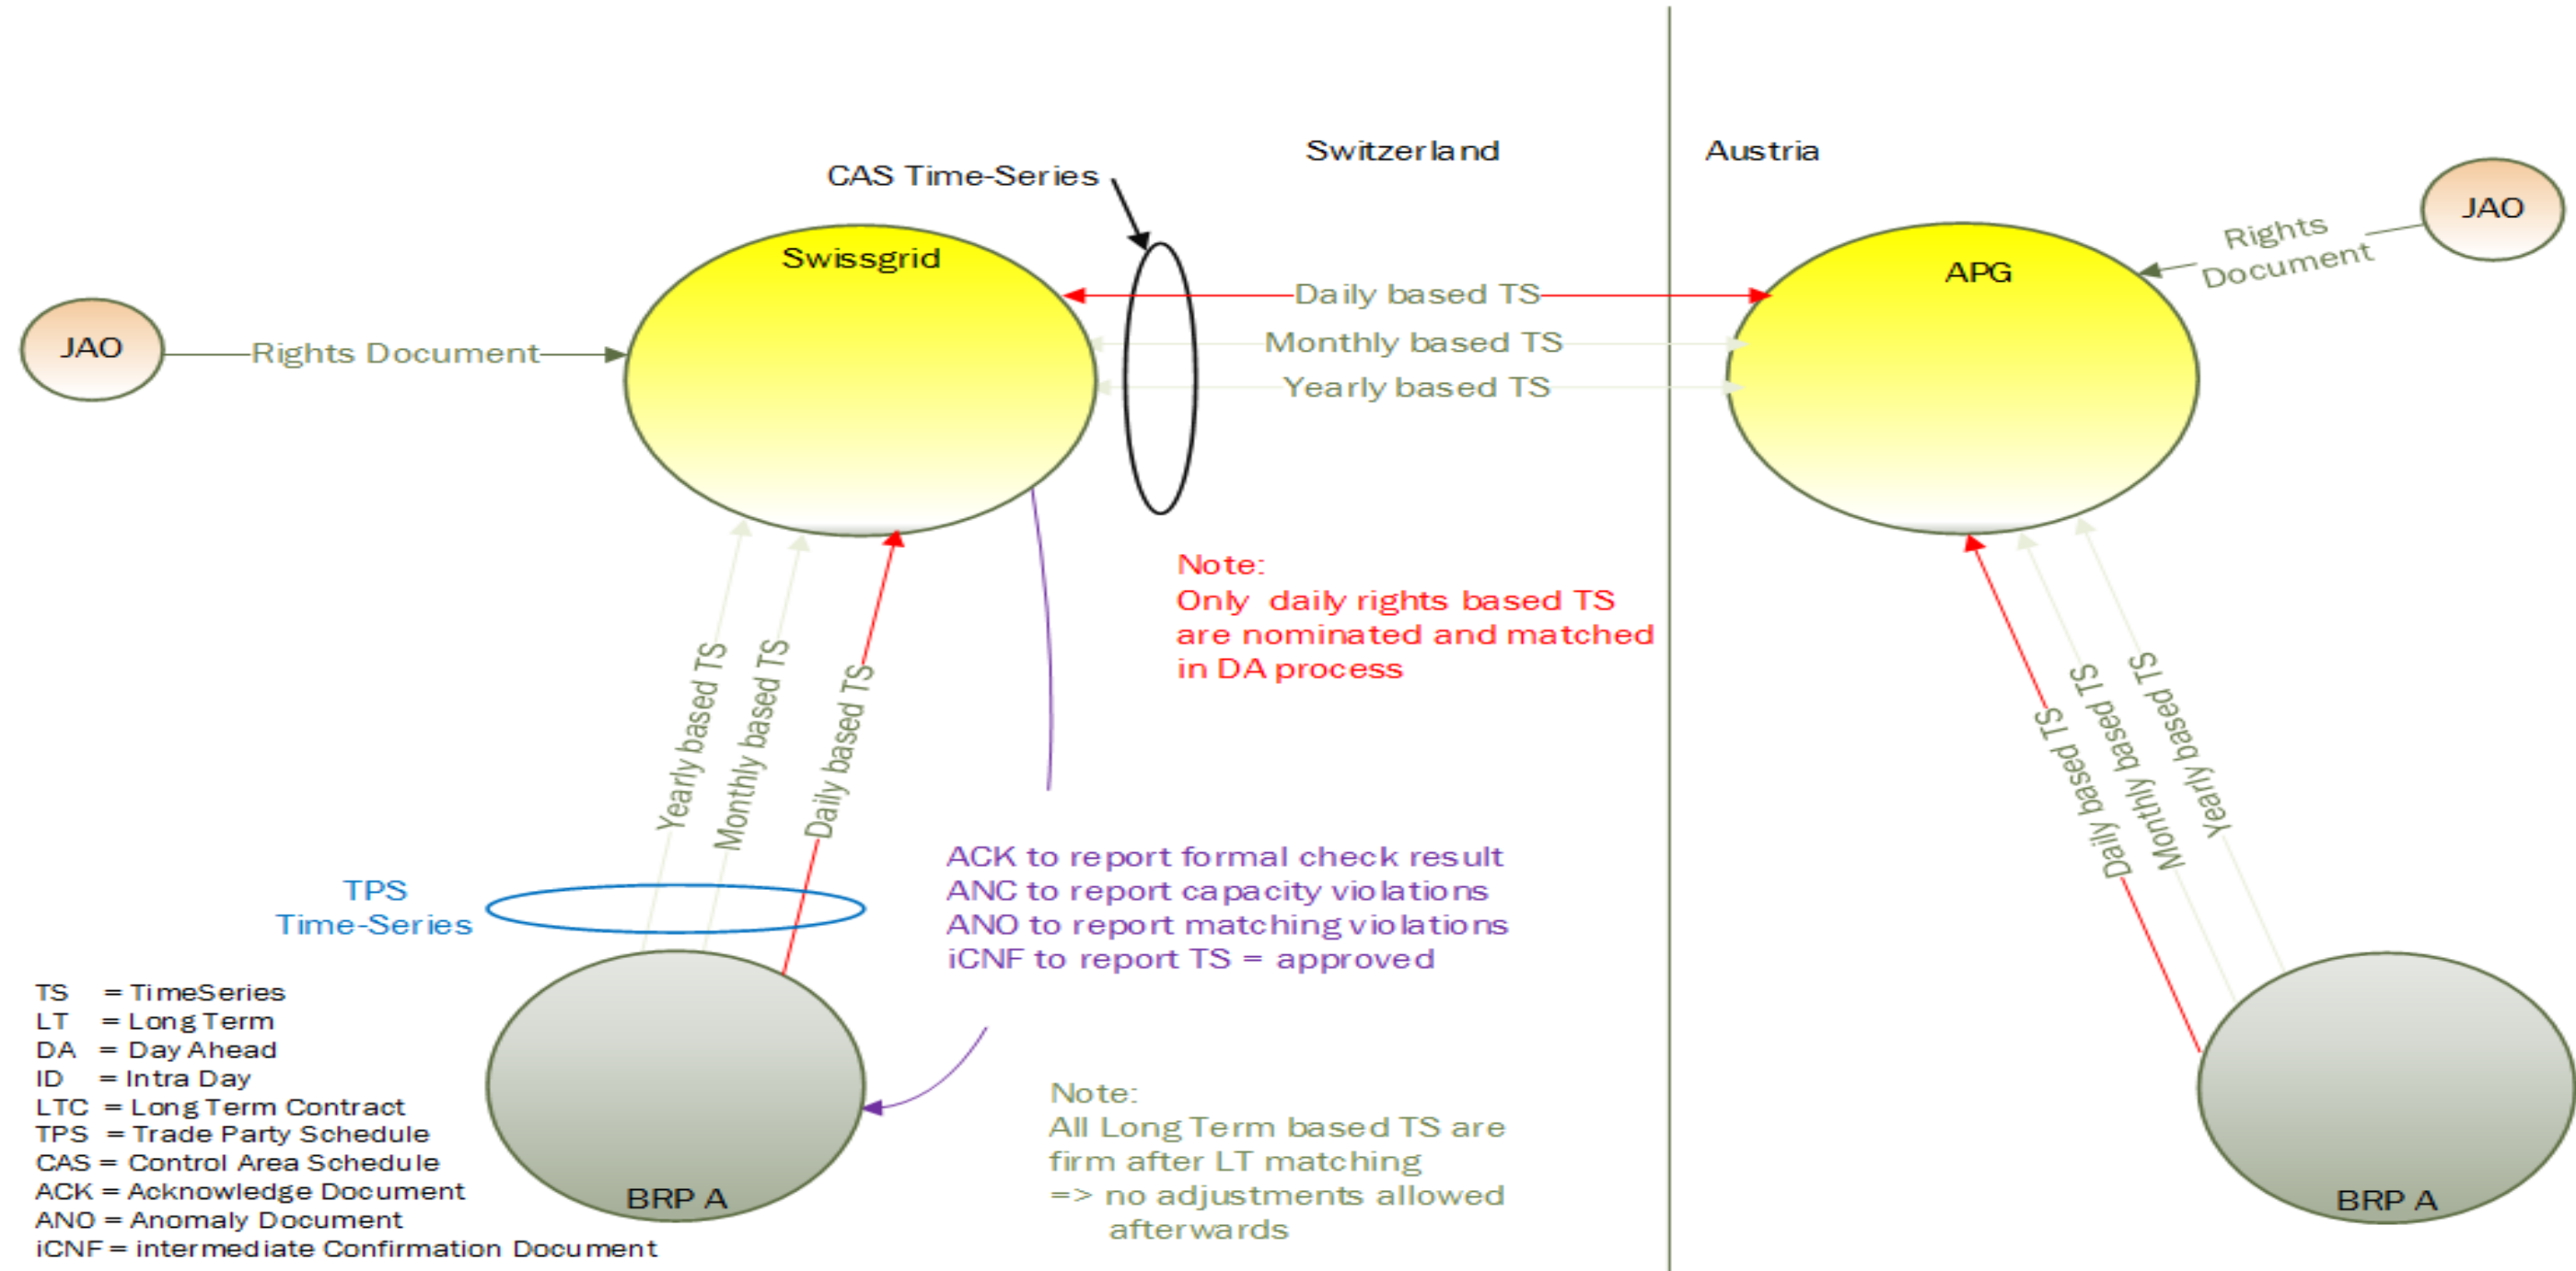 Switzerland
Austria
CAS Time-Series
JAO
Rights Document
Swissgrid
Daily based TS
Monthly based TS
Yearly based TS
APG
Rights
Document
JAO
Note:
Only daily rights based TS
are nominated and matched
in DA process
Yearly based TS
Monthly based TS
Daily based TS
Daily based TS
Monthly based TS
Yearly based TS
TPS
Time-Series
ACK to report formal check result
ANC to report capacity violations
ANO to report matching violations
iCNF to report TS = approved
TS = TimeSeries
LT = Long Term
DA = Day Ahead
ID = Intra Day
LTC = Long Term Contract
TPS = Trade Party Schedule
CAS = Control Area Schedule
ACK = Acknowledge Document
ANO = Anomaly Document
iCNF = intermediate Confirmation Document
BRP A
Note:
All Long Term based TS are
firm after LT matching
=> no adjustments allowed
afterwards
BRP A